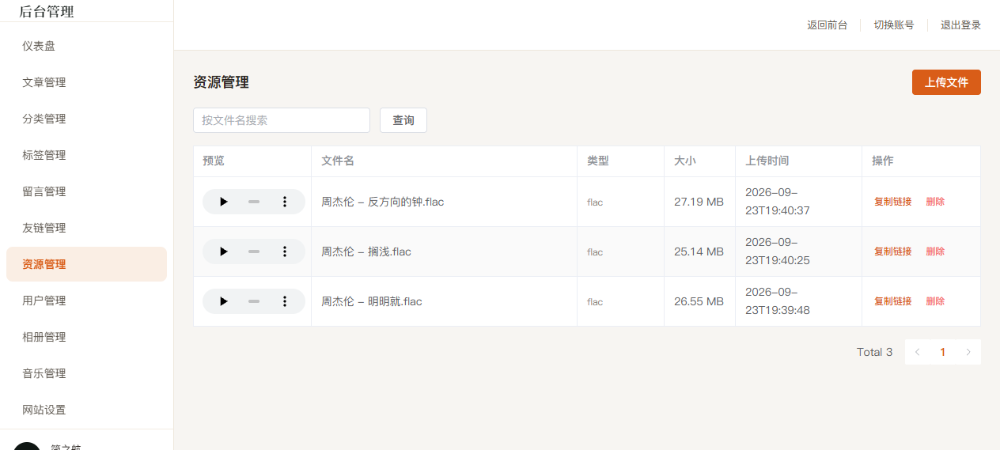 后台管理
返回前台 切换账号 退出登录
仪表盘
文章管理
分类管理
标签管理
留言管理
友链管理
资源管理
用户管理
相册管理
音乐管理
网站设置
简之航
资源管理
上传文件
按文件名搜索 查询
预览 文件名 类型 大小 上传时间 操作
周杰伦 - 反方向的钟.flac flac 27.19 MB 2026-09-
23T19:40:37 复制链接 删除
周杰伦 - 搁浅.flac flac 25.14 MB 2026-09-
23T19:40:25 复制链接 删除
周杰伦 - 明明就.flac flac 26.55 MB 2026-09-
23T19:39:48 复制链接 删除
Total 3 1